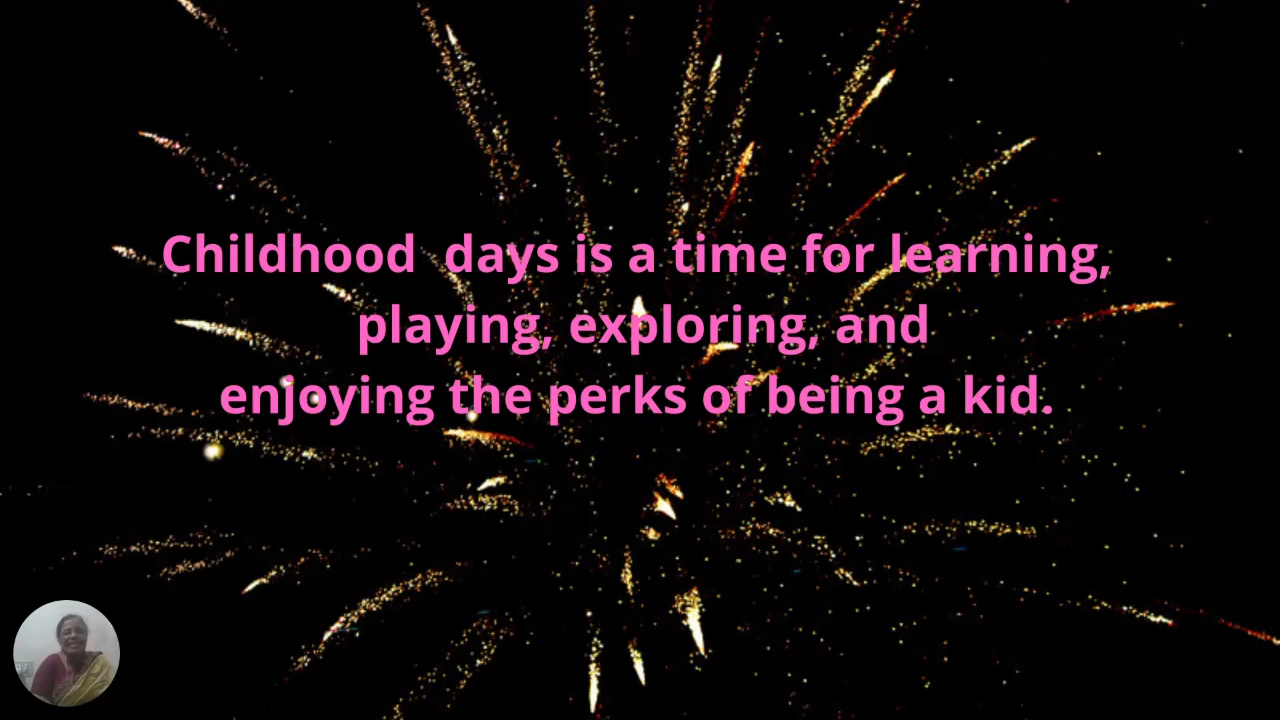 Childhood  days is a time for learning,
playing, exploring, and
enjoying the perks of being a kid.